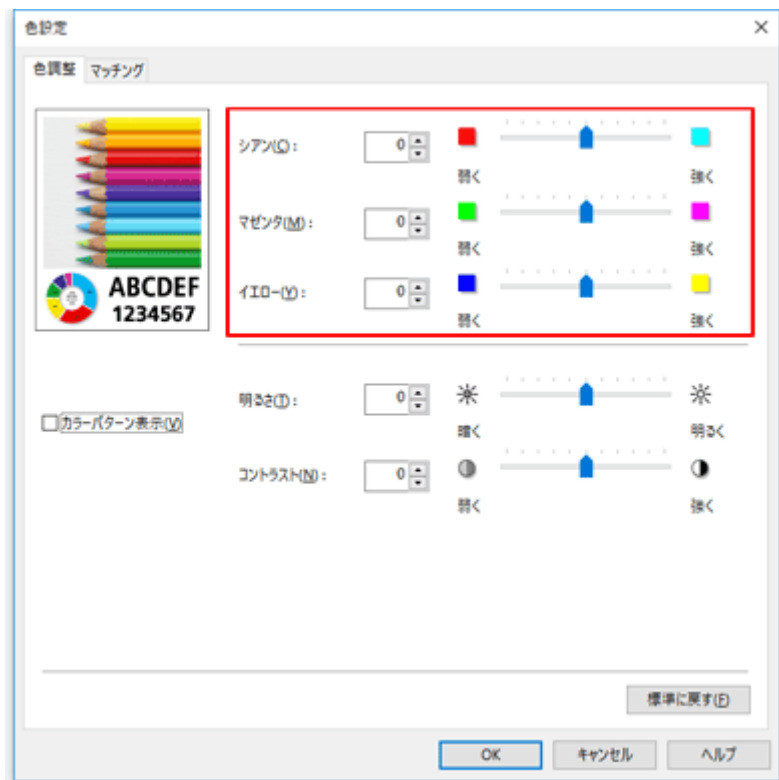 色設定
色調整 マッチング
シアン(C): 0
弱く 強く
マゼンタ(M): 0
弱く 強く
イエロー(Y): 0
弱く 強く
ABCDEF
1234567
明るさ(T): 0
暗く 明るく
カラーパターン表示(V)
コントラスト(N): 0
弱く 強く
標準に戻す(F)
OK キャンセル ヘルプ